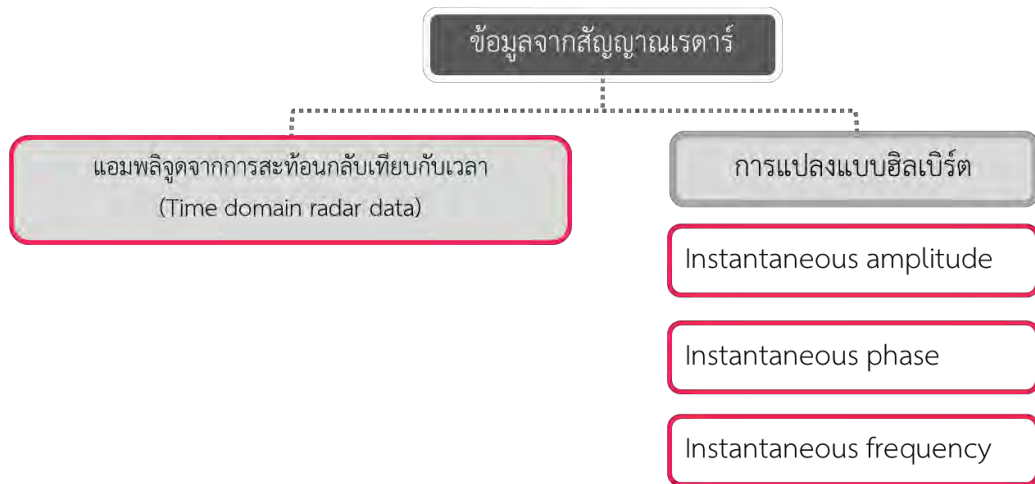 ข้อมูลจากสัญญาณเรดาร์
แอมพลิจูดจากการสะท้อนกลับเทียบกับเวลา
(Time domain radar data)
การแปลงแบบฮิลเบิร์ต
Instantaneous amplitude
Instantaneous phase
Instantaneous frequency